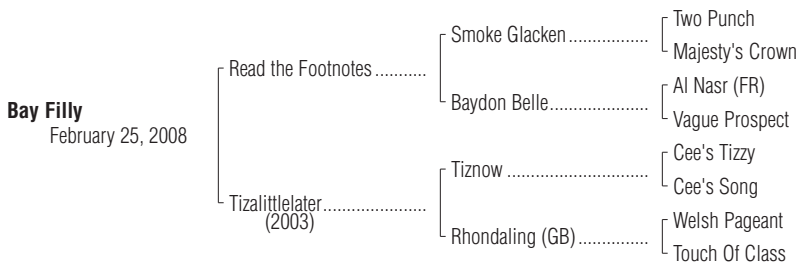 Two Punch
Smoke Glacken..................
Majesty's Crown
Read the Footnotes...........
Al Nasr (FR)
Baydon Belle......................
Vague Prospect
Bay Filly
February 25, 2008
Cee's Tizzy
Tiznow ...............................
Cee's Song
Tizalittlelater.......................
(2003)
Welsh Pageant
Rhondaling (GB)................
Touch Of Class